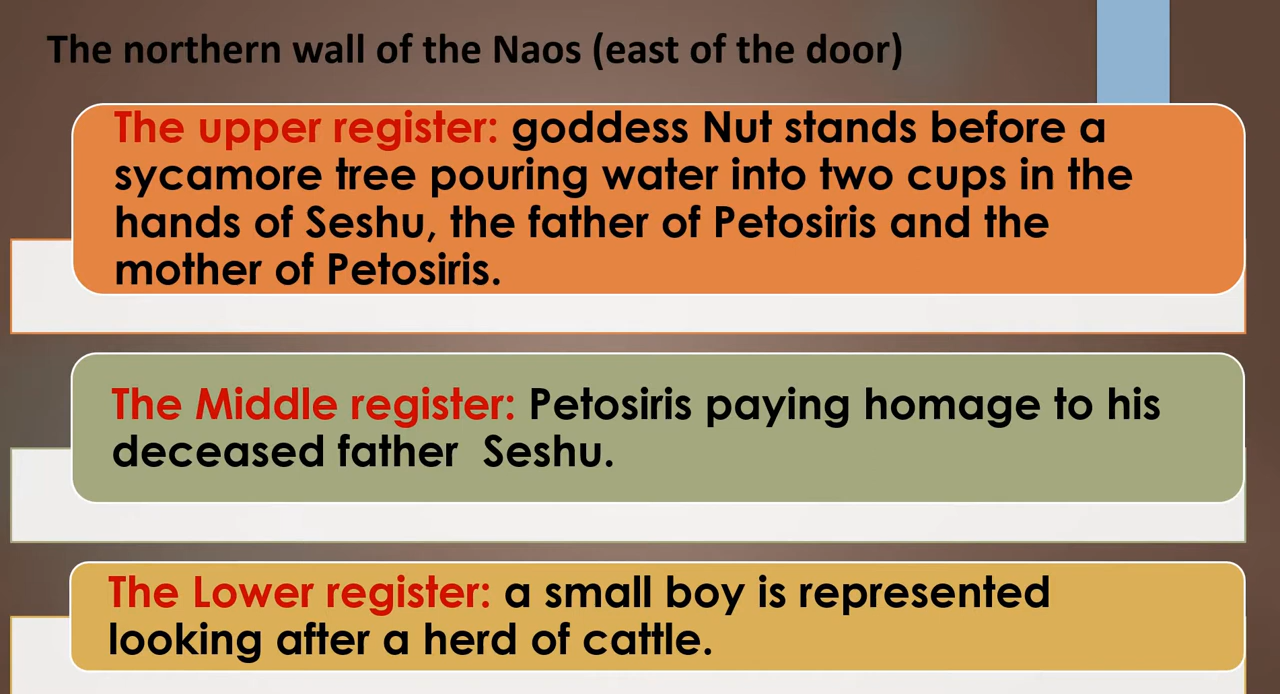 The northern wall of the Naos (east of the door)
The upper register: goddess Nut stands before a
sycamore tree pouring water into two cups in the
hands of Seshu, the father of Petosiris and the
mother of Petosiris.
The Middle register: Petosiris paying homage to his
deceased father  Seshu.
The Lower register: a small boy is represented
looking after a herd of cattle.